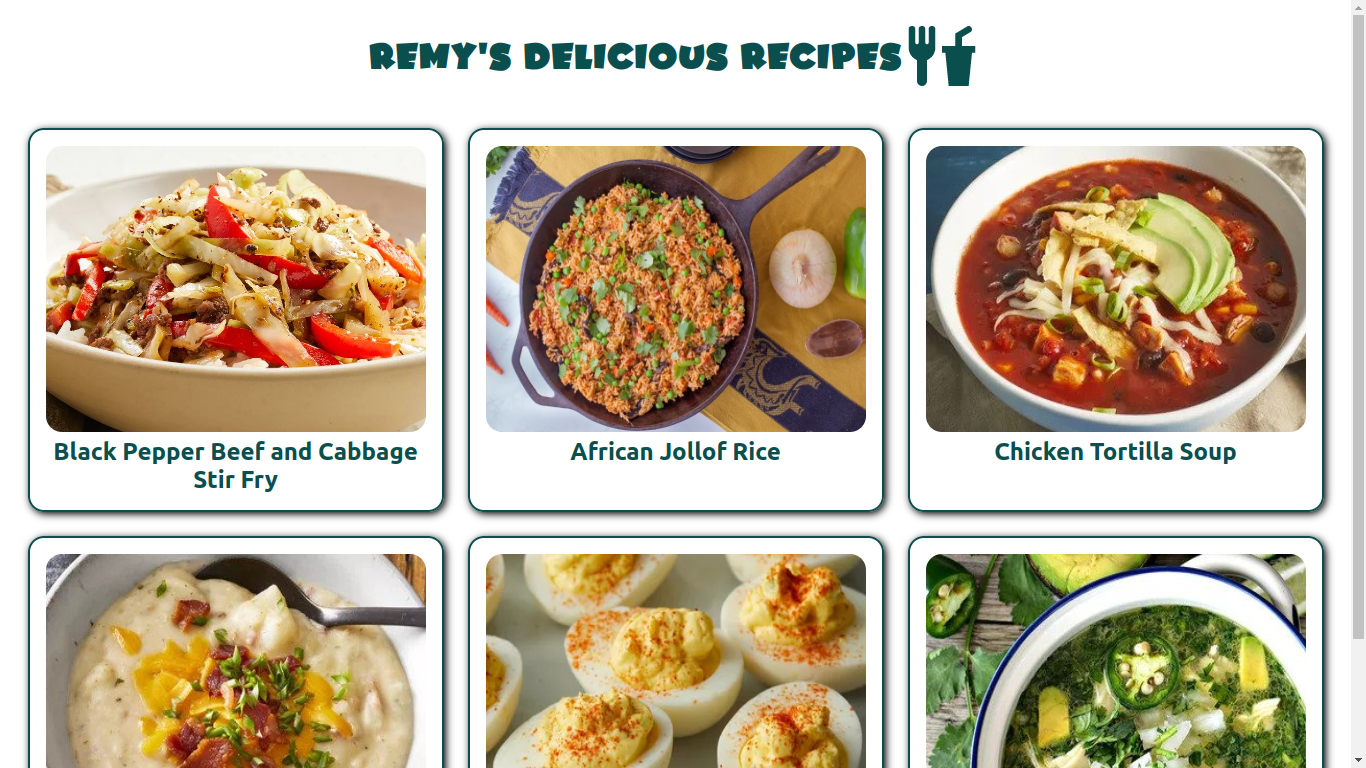 REMY'S DELICIOUS RECIPES
Black Pepper Beef and Cabbage
Stir Fry
African Jollof Rice
Chicken Tortilla Soup